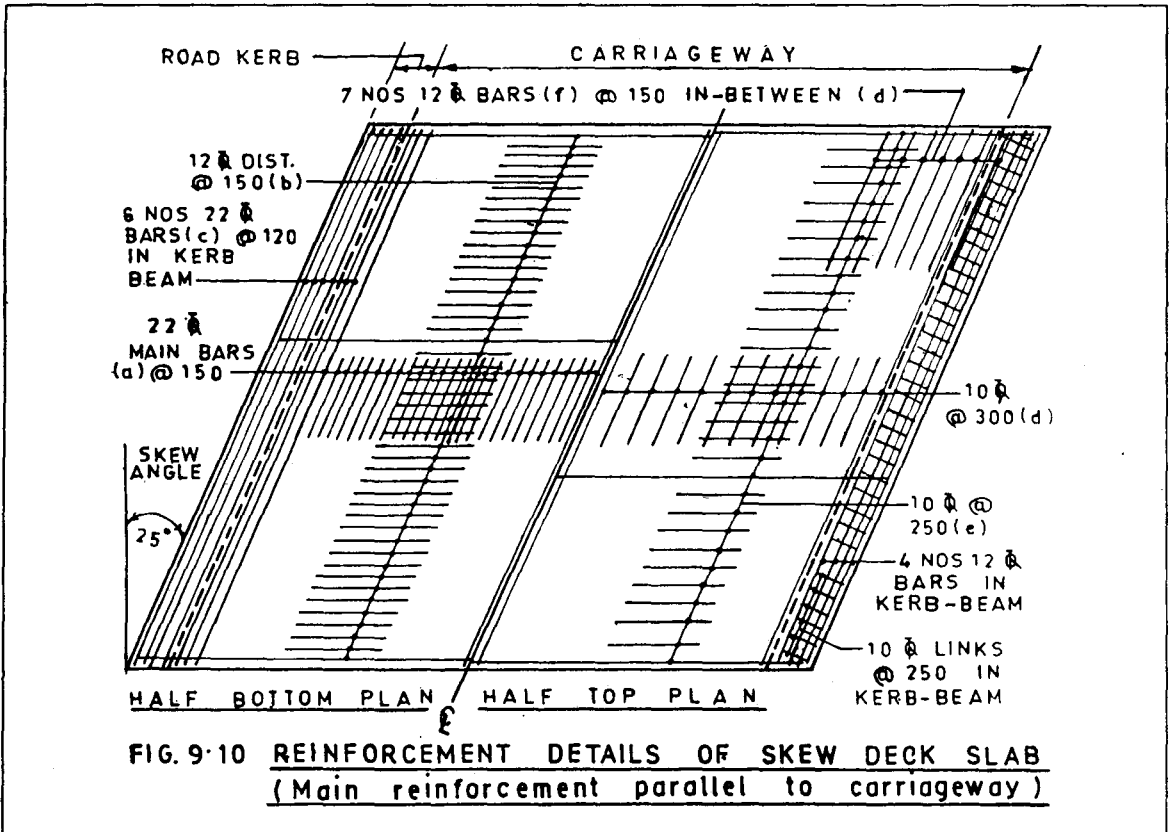 ROAD KERB
CARRIAGEWAY
7 NOS 12 Φ BARS(f) @ 150 IN-BETWEEN (d)
12 Φ DIST.
@ 150(b)
6 NOS 22 Φ
BARS(c) @ 120
IN KERB
BEAM
22 Φ
MAIN BARS
(a) @ 150
10 Φ
@ 300(d)
SKEW
ANGLE
25°
10 Φ @
250(e)
4 NOS 12 Φ
BARS IN
KERB-BEAM
10 Φ LINKS
@ 250 IN
KERB-BEAM
HALF BOTTOM PLAN
HALF TOP PLAN
℄
FIG. 9·10 REINFORCEMENT DETAILS OF SKEW DECK SLAB
(Main reinforcement parallel to carriageway)